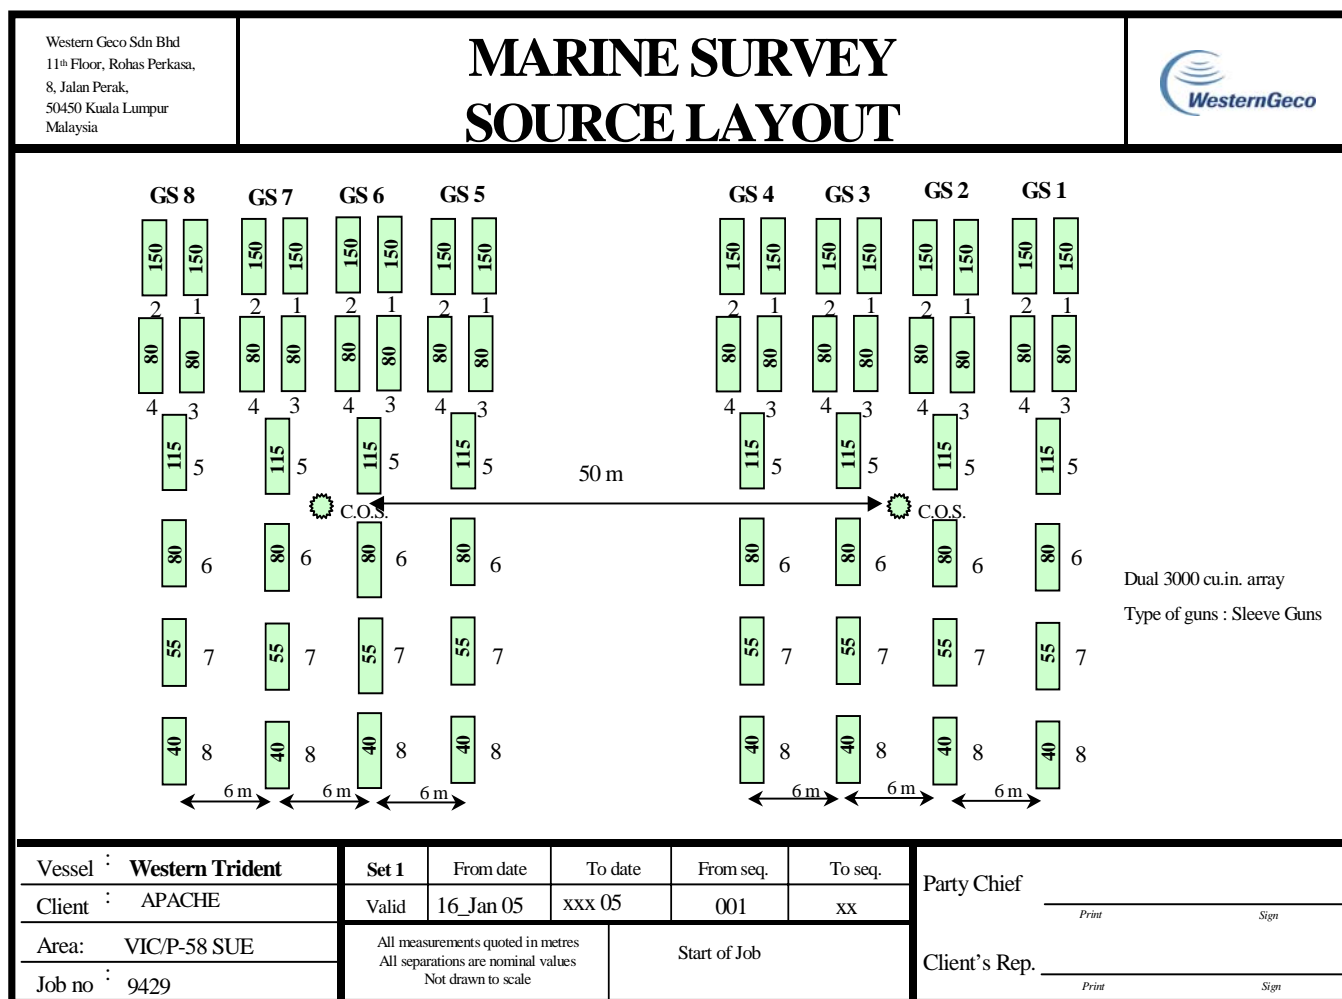 Western Geco Sdn Bhd
11th Floor, Rohas Perkasa,
8, Jalan Perak,
50450 Kuala Lumpur
Malaysia
MARINE SURVEY
SOURCE LAYOUT
WesternGeco
GS 8 GS 7 GS 6 GS 5 GS 4 GS 3 GS 2 GS 1
150 150 150 150 150 150 150 150 150 150 150 150 150 150 150 150
2 1 2 1 2 1 2 1 2 1 2 1 2 1 2 1
80 80 80 80 80 80 80 80 80 80 80 80 80 80 80 80
4 3 4 3 4 3 4 3 4 3 4 3 4 3 4 3
115 5 115 5 115 5 115 5 115 5 115 5 115 5 115 5
50 m
C.O.S. C.O.S.
80 6 80 6 80 6 80 6 80 6 80 6 80 6 80 6
Dual 3000 cu.in. array
Type of guns : Sleeve Guns
55 7 55 7 55 7 55 7 55 7 55 7 55 7 55 7
40 8 40 8 40 8 40 8 40 8 40 8 40 8 40 8
6 m 6 m 6 m 6 m 6 m 6 m
Vessel : Western Trident
Client : APACHE
Area: VIC/P-58 SUE
Job no : 9429
Set 1 From date To date From seq. To seq.
Valid 16_Jan 05 xxx 05 001 xx
All measurements quoted in metres
All separations are nominal values
Not drawn to scale
Start of Job
Party Chief
Print Sign
Client's Rep.
Print Sign